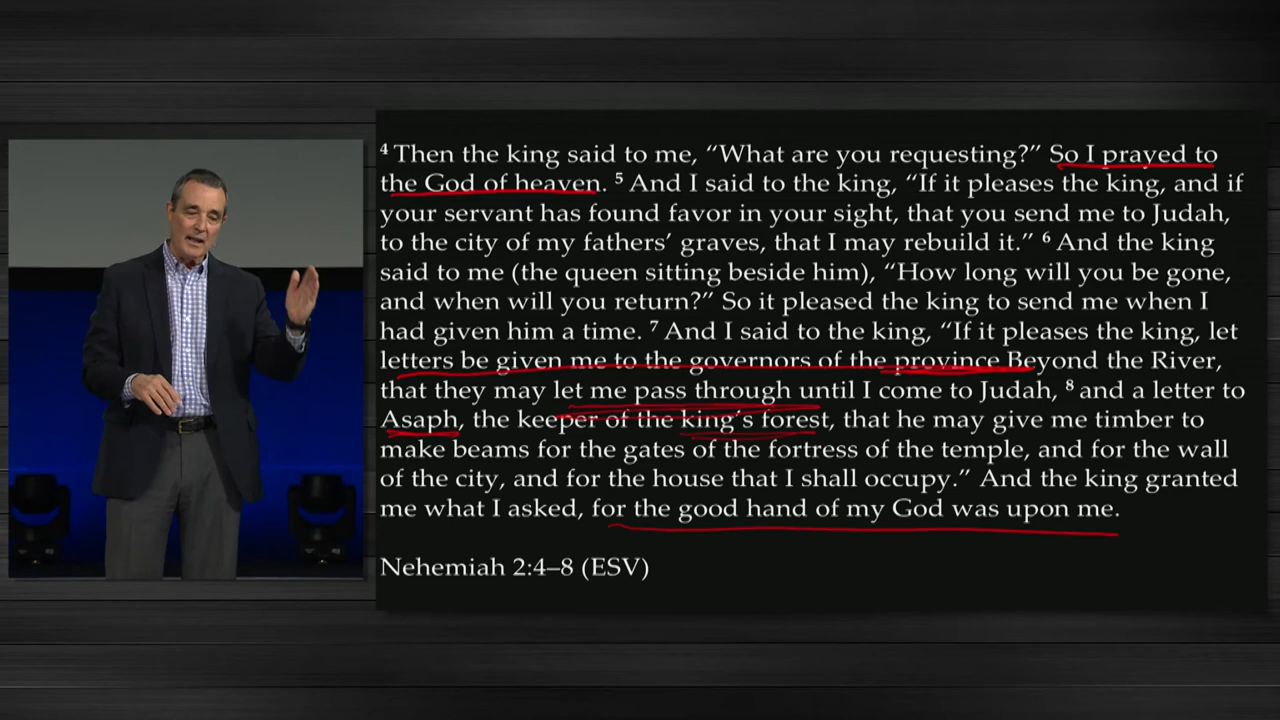 ⁴ Then the king said to me, “What are you requesting?” So I prayed to
the God of heaven. ⁵ And I said to the king, “If it pleases the king, and if
your servant has found favor in your sight, that you send me to Judah,
to the city of my fathers’ graves, that I may rebuild it.” ⁶ And the king
said to me (the queen sitting beside him), “How long will you be gone,
and when will you return?” So it pleased the king to send me when I
had given him a time. ⁷ And I said to the king, “If it pleases the king, let
letters be given me to the governors of the province Beyond the River,
that they may let me pass through until I come to Judah, ⁸ and a letter to
Asaph, the keeper of the king’s forest, that he may give me timber to
make beams for the gates of the fortress of the temple, and for the wall
of the city, and for the house that I shall occupy.” And the king granted
me what I asked, for the good hand of my God was upon me.
Nehemiah 2:4–8 (ESV)